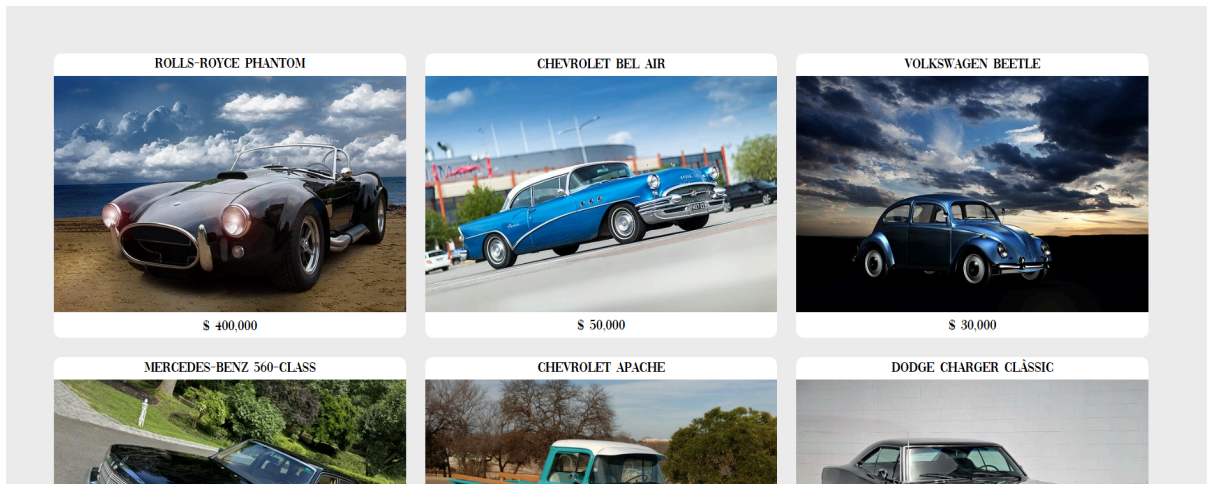 ROLLS-ROYCE PHANTOM
CHEVROLET BEL AIR
VOLKSWAGEN BEETLE
$ 400,000
$ 50,000
$ 30,000
MERCEDES-BENZ 560-CLASS
CHEVROLET APACHE
DODGE CHARGER CLÀSSIC